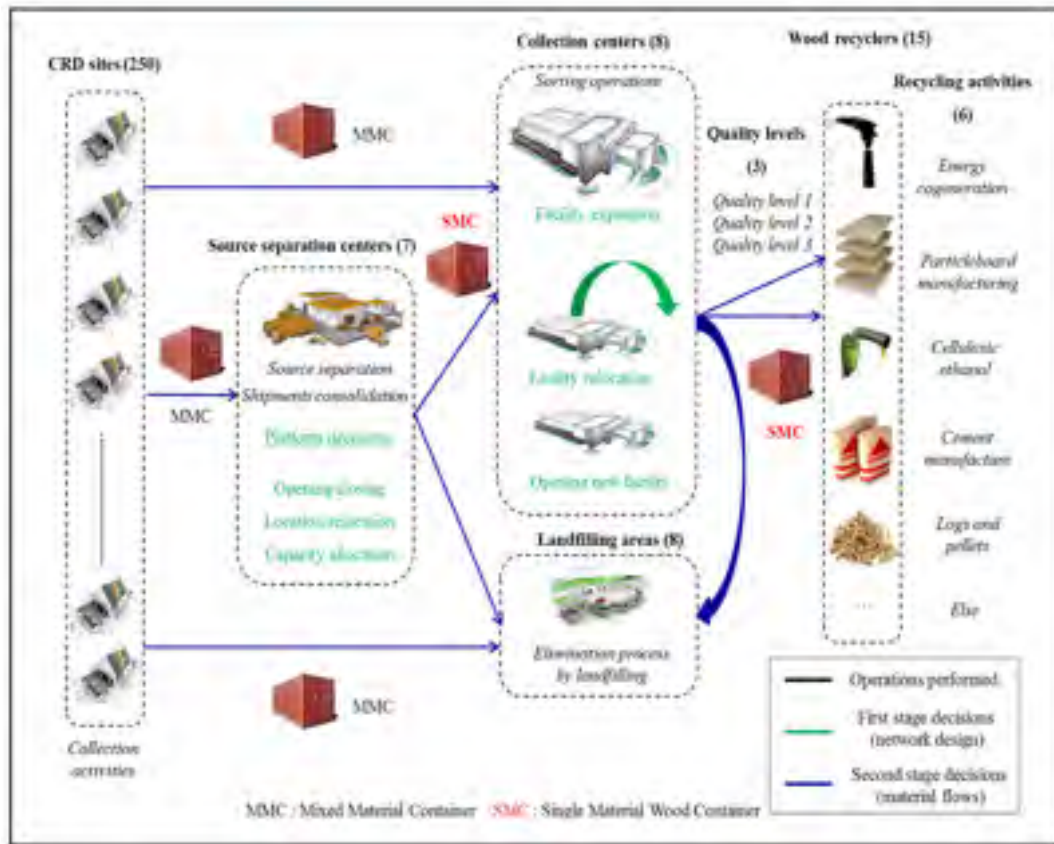 CRD sites (250)
MMC
Collection centers (8)
Sorting operations
Facility expansion
Facility relocation
Opening new facility
SMC
Source separation centers (7)
Source separation
Shipments consolidation
Platform decisions
Opening/closing
Capacity allocation
MMC
Landfilling areas (8)
Elimination process
by landfilling
MMC
Collection
activities
Quality levels
(3)
Quality level 1
Quality level 2
Quality level 3
SMC
Wood recyclers (15)
Recycling activities
(6)
Energy
cogeneration
Particleboard
manufacturing
Cellulosic
ethanol
Cement
manufacture
Logs and
pellets
...
Else
Operations performed
First stage decisions
(network design)
Second stage decisions
(material flows)
MMC : Mixed Material Container SMC : Single Material Wood Container